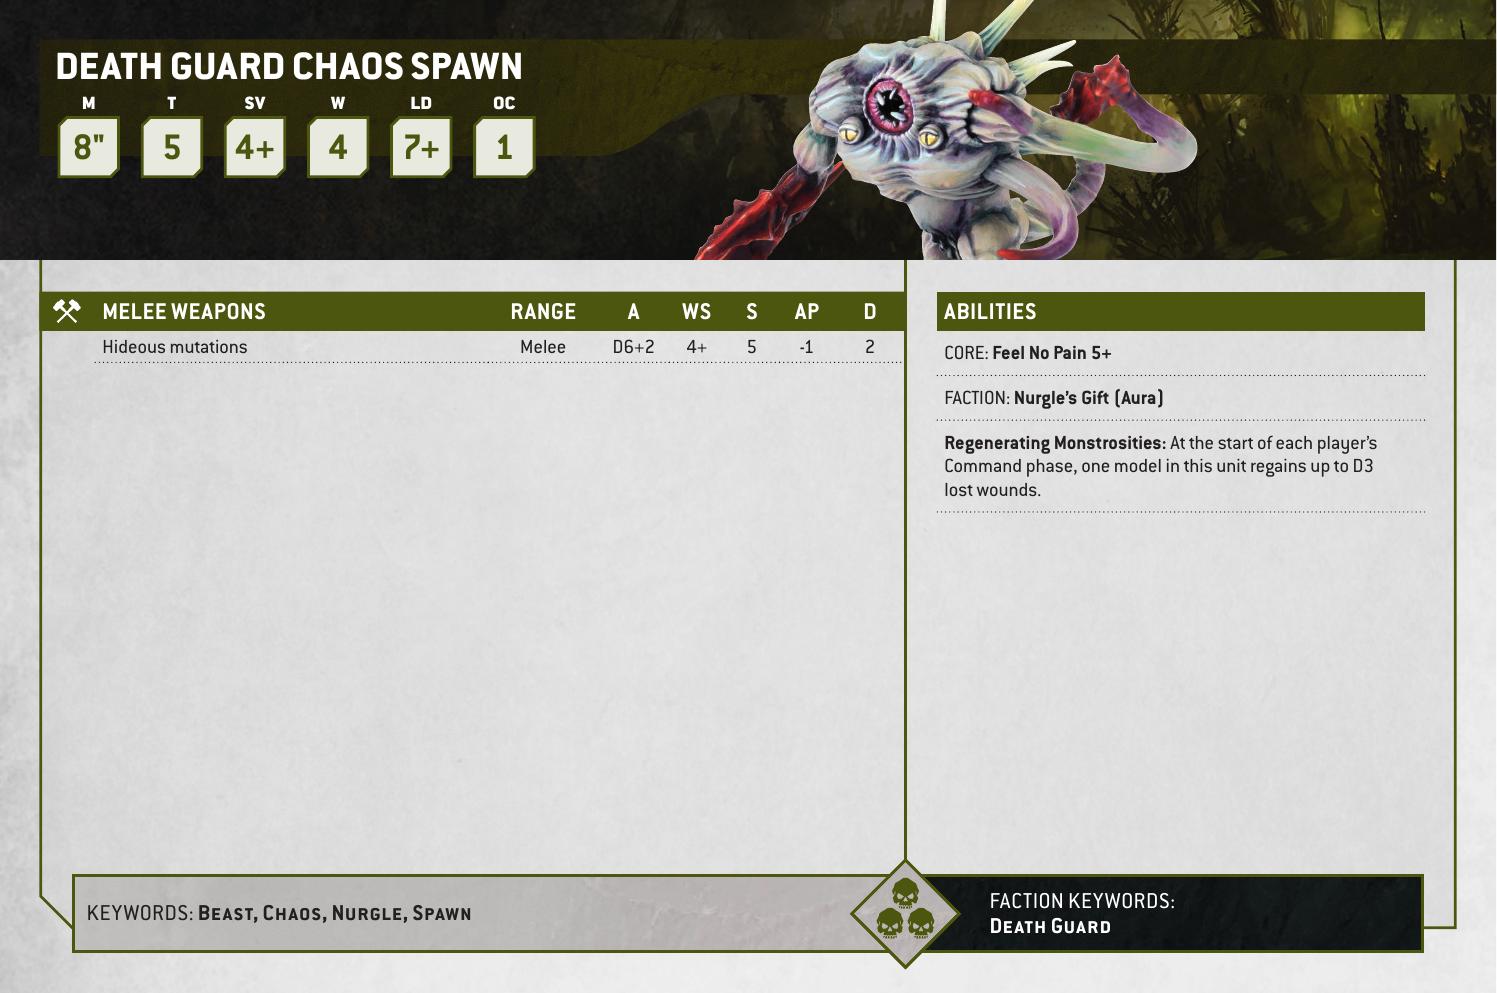 DEATH GUARD CHAOS SPAWN
M T SV W LD OC
8" 5 4+ 4 7+ 1
MELEE WEAPONS RANGE A WS S AP D
Hideous mutations Melee D6+2 4+ 5 -1 2
ABILITIES
CORE: Feel No Pain 5+
FACTION: Nurgle's Gift (Aura)
Regenerating Monstrosities: At the start of each player's
Command phase, one model in this unit regains up to D3
lost wounds.
KEYWORDS: BEAST, CHAOS, NURGLE, SPAWN
FACTION KEYWORDS:
DEATH GUARD